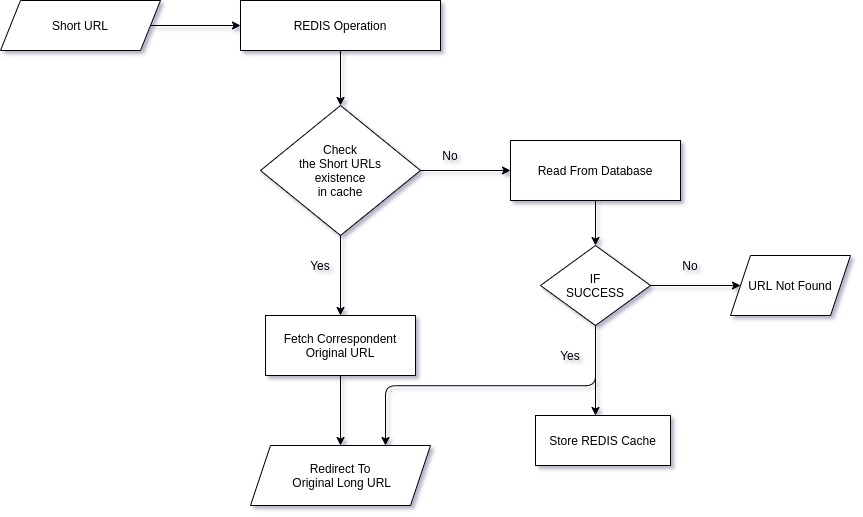 Short URL
REDIS Operation
Check
the Short URLs
existence
in cache
No
Read From Database
Yes
IF
SUCCESS
No
URL Not Found
Fetch Correspondent
Original URL
Yes
Store REDIS Cache
Redirect To
Original Long URL